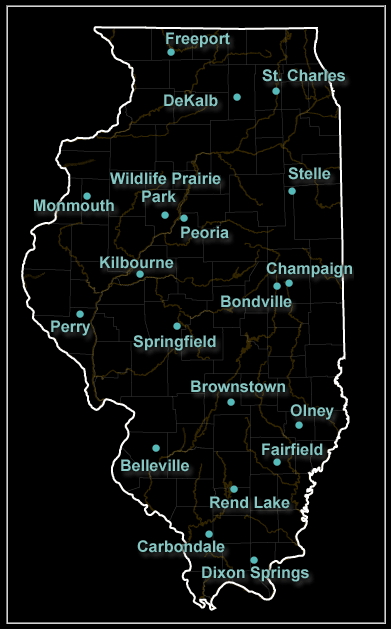 Freeport
St. Charles
DeKalb
Wildlife Prairie
Park
Stelle
Monmouth
Peoria
Kilbourne
Champaign
Bondville
Perry
Springfield
Brownstown
Olney
Fairfield
Belleville
Rend Lake
Carbondale
Dixon Springs